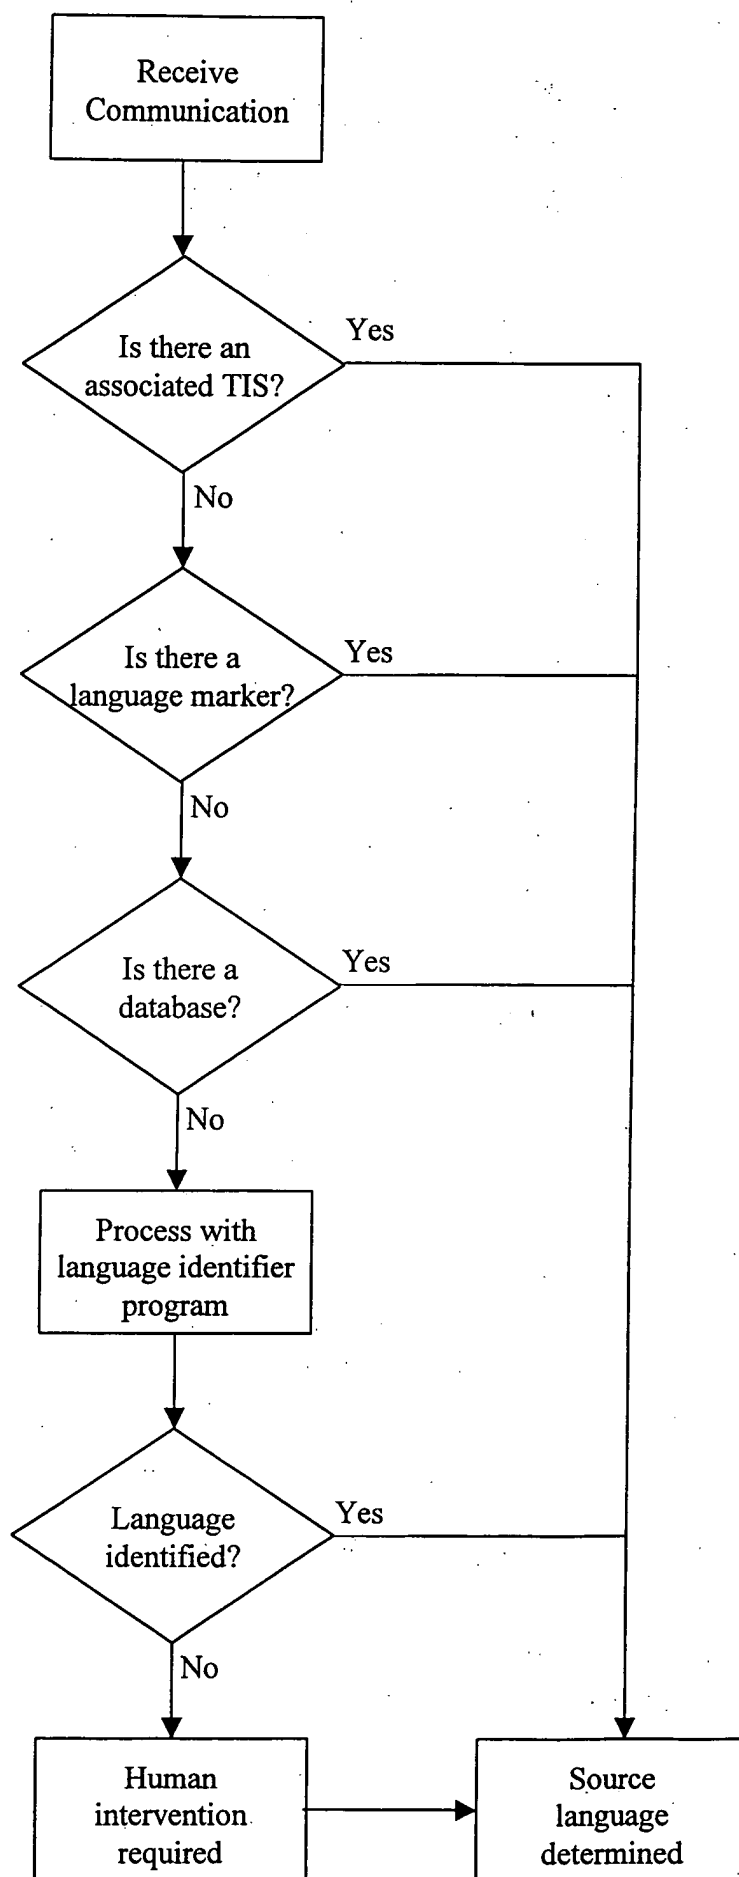 Receive
Communication
Is there an
associated TIS?
Yes
No
Is there a
language marker?
Yes
No
Is there a
database?
Yes
No
Process with
language identifier
program
Language
identified?
Yes
No
Human
intervention
required
Source
language
determined